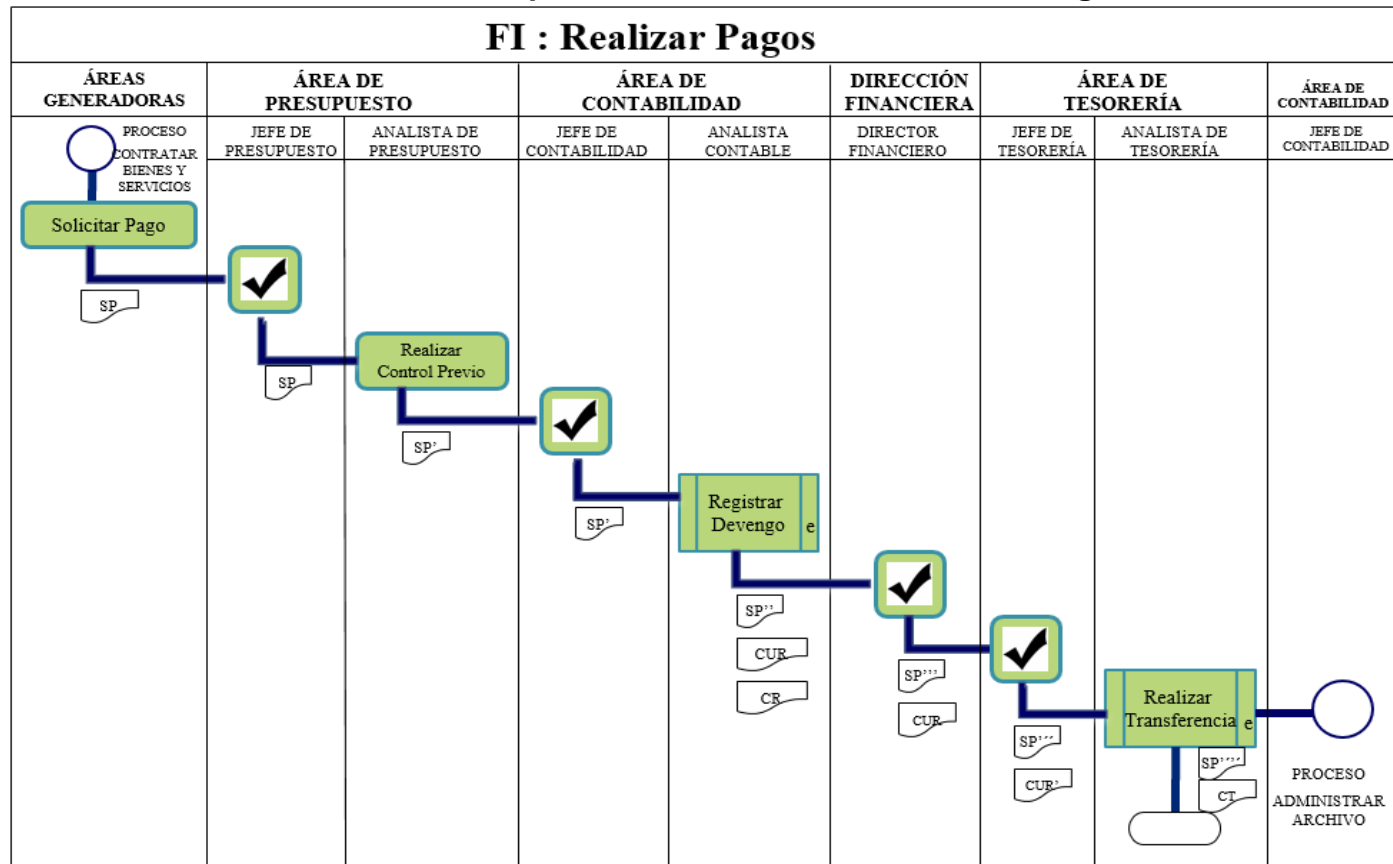 FI : Realizar Pagos
ÁREAS
GENERADORAS
ÁREA DE
PRESUPUESTO
ÁREA DE
CONTABILIDAD
DIRECCIÓN
FINANCIERA
ÁREA DE
TESORERÍA
ÁREA DE
CONTABILIDAD
JEFE DE
PRESUPUESTO
ANALISTA DE
PRESUPUESTO
JEFE DE
CONTABILIDAD
ANALISTA
CONTABLE
DIRECTOR
FINANCIERO
JEFE DE
TESORERÍA
ANALISTA DE
TESORERÍA
JEFE DE
CONTABILIDAD
PROCESO
CONTRATAR
BIENES Y
SERVICIOS
Solicitar Pago
SP
SP
Realizar
Control Previo
SP’
SP’
Registrar
Devengo
e
SP’’
CUR
CR
SP’’’
CUR
SP’´´
CUR’
Realizar
Transferencia
e
SP’’’´
CT
PROCESO
ADMINISTRAR
ARCHIVO